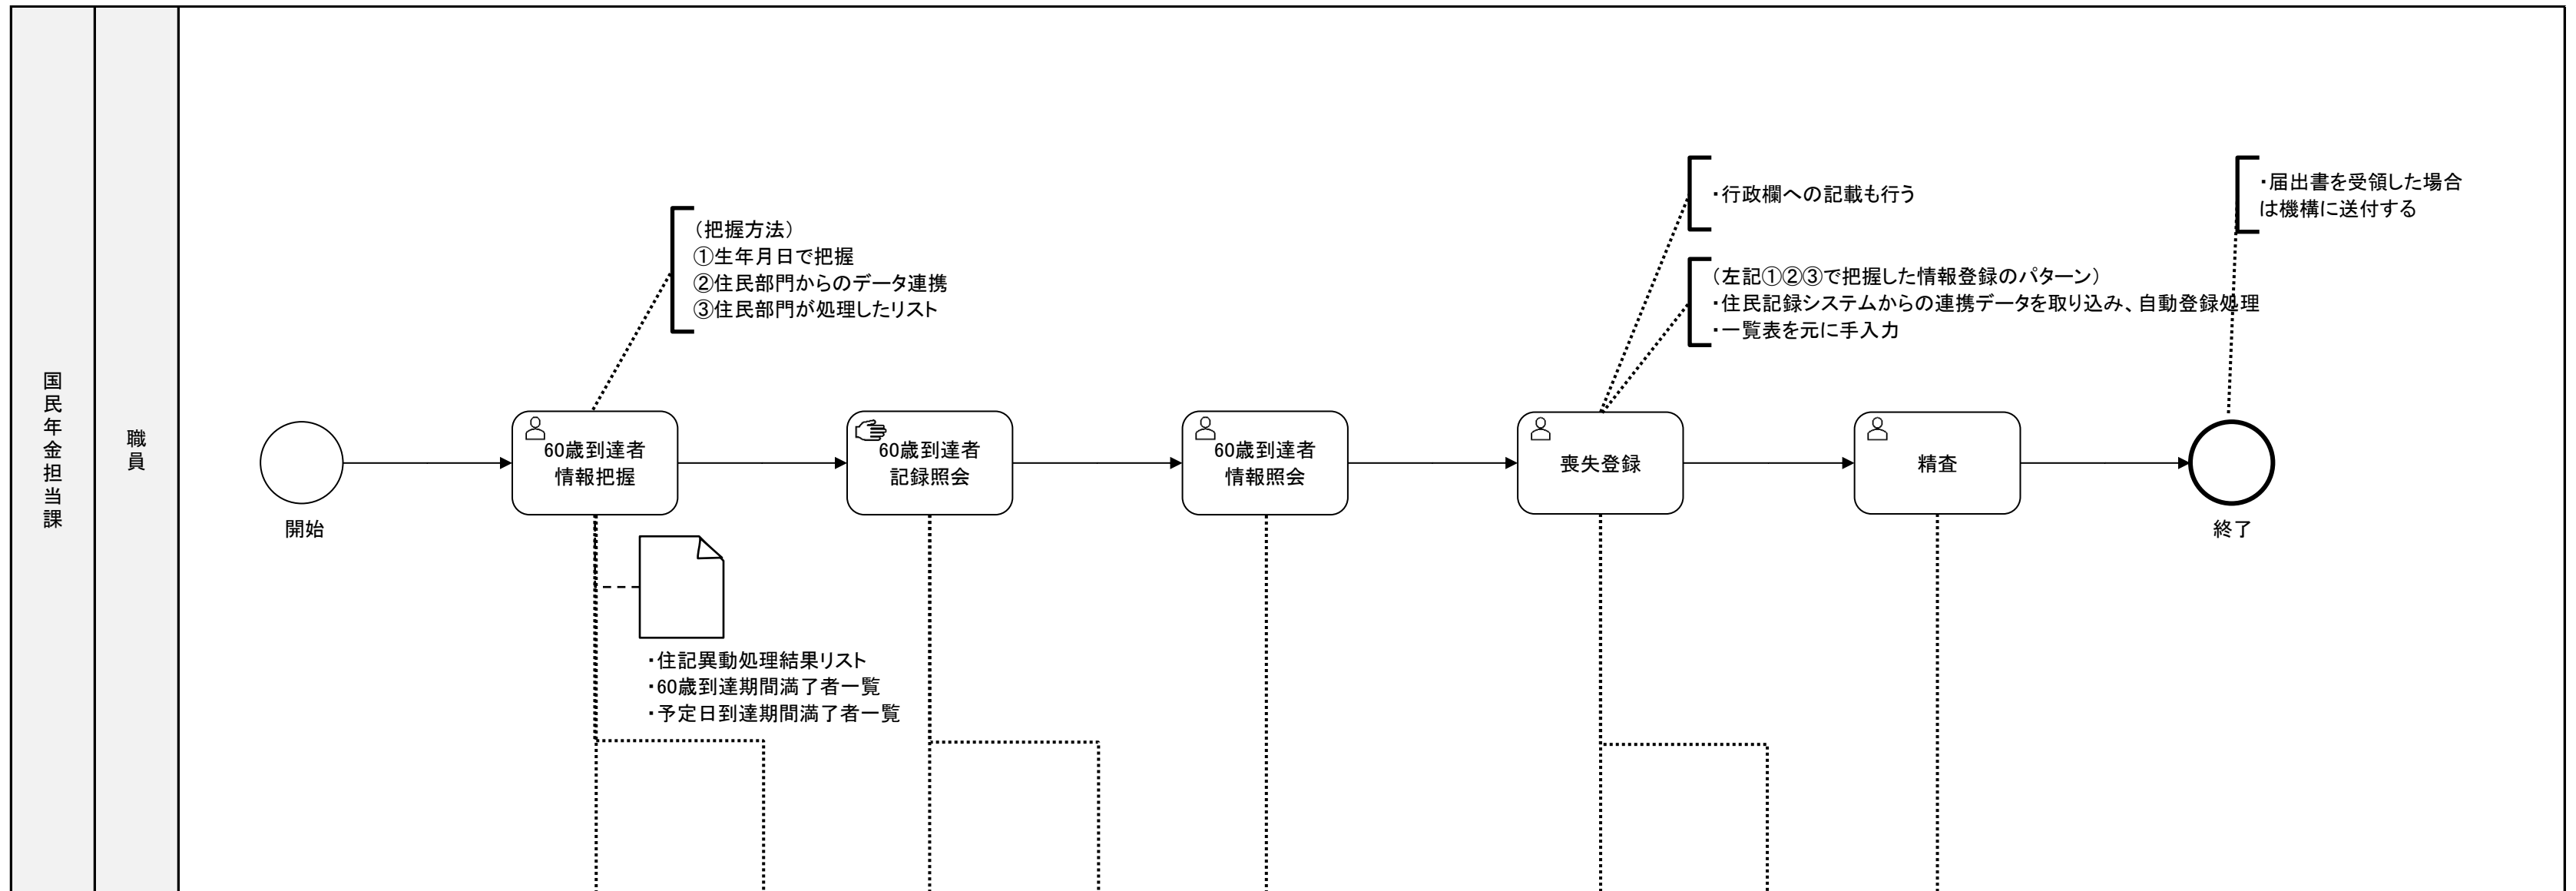 国民年金担当課
職員
開始
(把握方法)
①生年月日で把握
②住民部門からのデータ連携
③住民部門が処理したリスト
60歳到達者
情報把握
・住記異動処理結果リスト
・60歳到達期間満了者一覧
・予定日到達期間満了者一覧
60歳到達者
記録照会
60歳到達者
情報照会
・行政欄への記載も行う
(左記①②③で把握した情報登録のパターン)
・住民記録システムからの連携データを取り込み、自動登録処理
・一覧表を元に手入力
喪失登録
精査
・届出書を受領した場合
は機構に送付する
終了